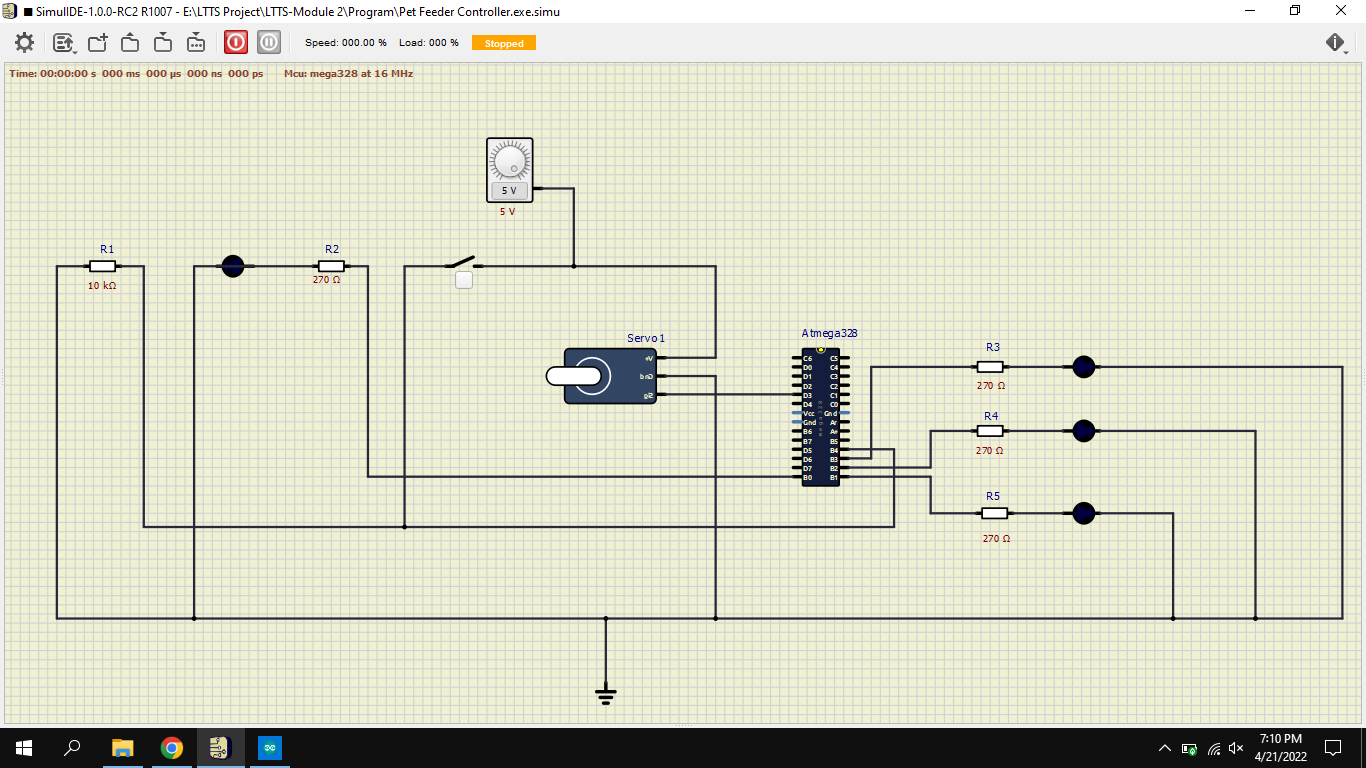 SimulIDE-1.0.0-RC2 R1007 - E:\LTTS Project\LTTS-Module 2\Program\Pet Feeder Controller.exe.simu
Speed: 000.00 %
Load: 000 %
Stopped
Time: 00:00:00 s 000 ms 000 µs 000 ns 000 ps
Mcu: mega328 at 16 MHz
5 V
5 V
R1
10 kΩ
R2
270 Ω
Servo1
V+
Gnd
Sig
Atmega328
C6 C5
D0 C4
D1 C3
D2 C2
D3 C1
D4 C0
Vcc Gnd
Gnd Ar
B6 A+
B7 B5
D5 B4
D6 B3
D7 B2
B0 B1
R3
270 Ω
R4
270 Ω
R5
270 Ω
7:10 PM
4/21/2022